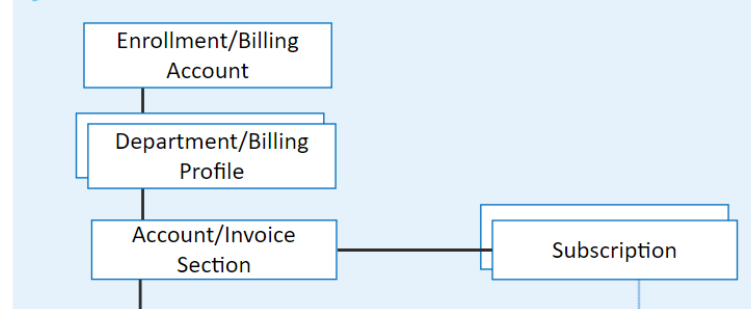 Enrollment/Billing
Account
Department/Billing
Profile
Account/Invoice
Section
Subscription